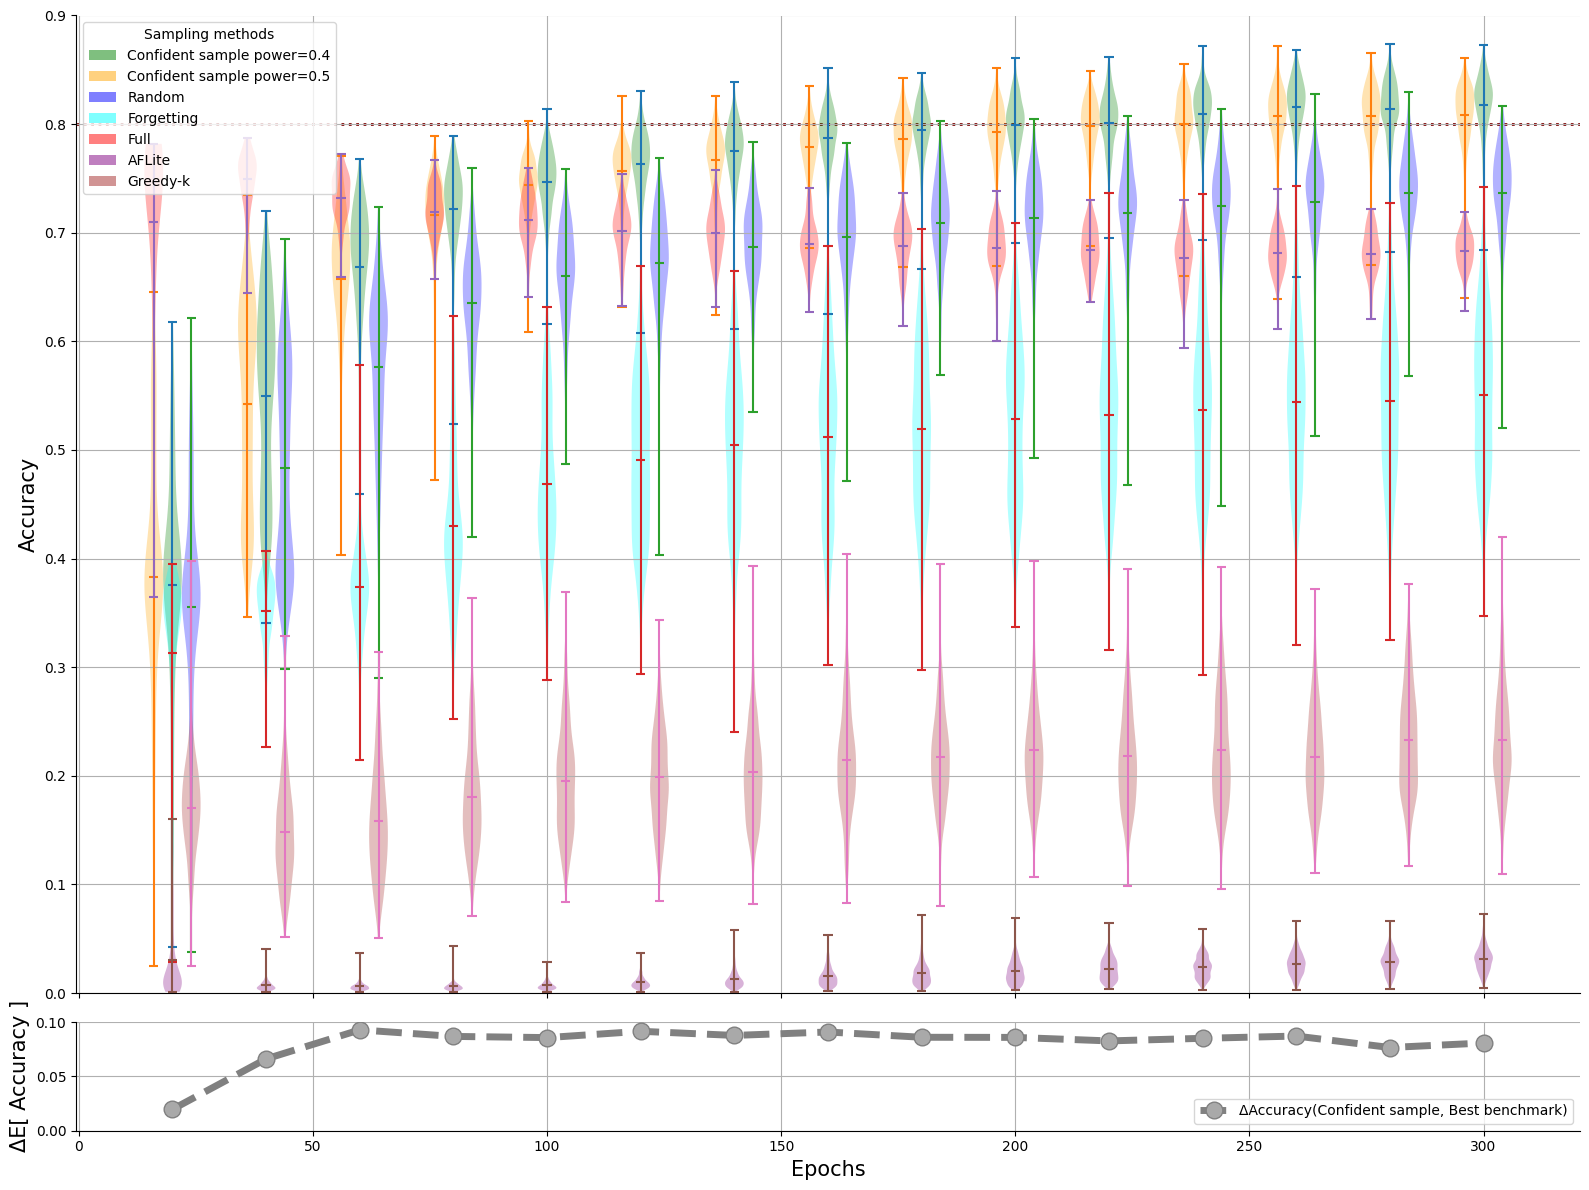 0.9
Sampling methods
Confident sample power=0.4
Confident sample power=0.5
Random
Forgetting
Full
AFLite
Greedy-k
0.8
0.7
0.6
0.5
0.4
0.3
0.2
0.1
0.0
Accuracy
0.10
0.05
0.00
ΔE[ Accuracy ]
ΔAccuracy(Confident sample, Best benchmark)
0 50 100 150 200 250 300
Epochs